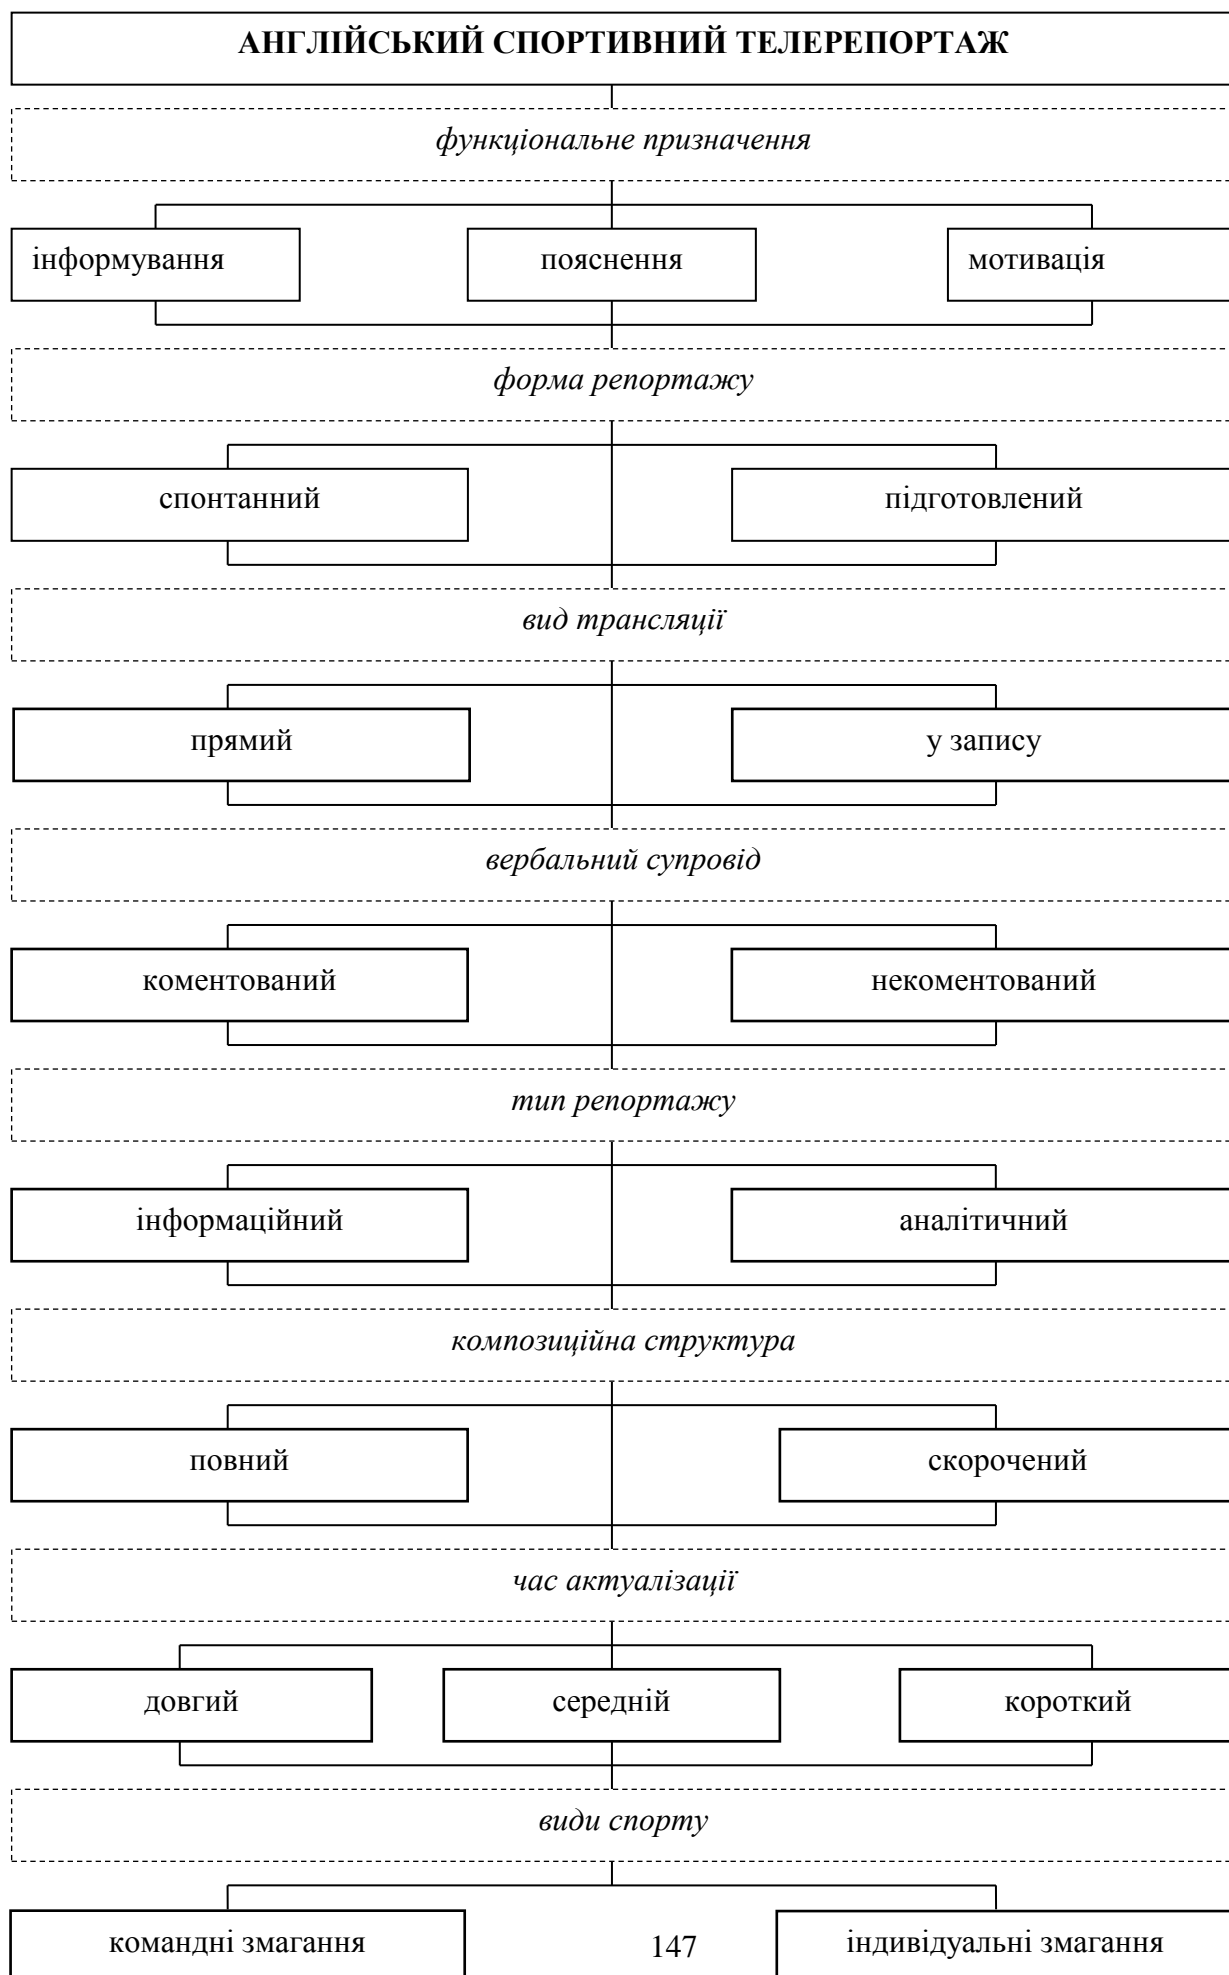 АНГЛІЙСЬКИЙ СПОРТИВНИЙ ТЕЛЕРЕПОРТАЖ
функціональне призначення
інформування пояснення мотивація
форма репортажу
спонтанний підготовлений
вид трансляції
прямий у запису
вербальний супровід
коментований некоментований
тип репортажу
інформаційний аналітичний
композиційна структура
повний скорочений
час актуалізації
довгий середній короткий
види спорту
командні змагання 147 індивідуальні змагання